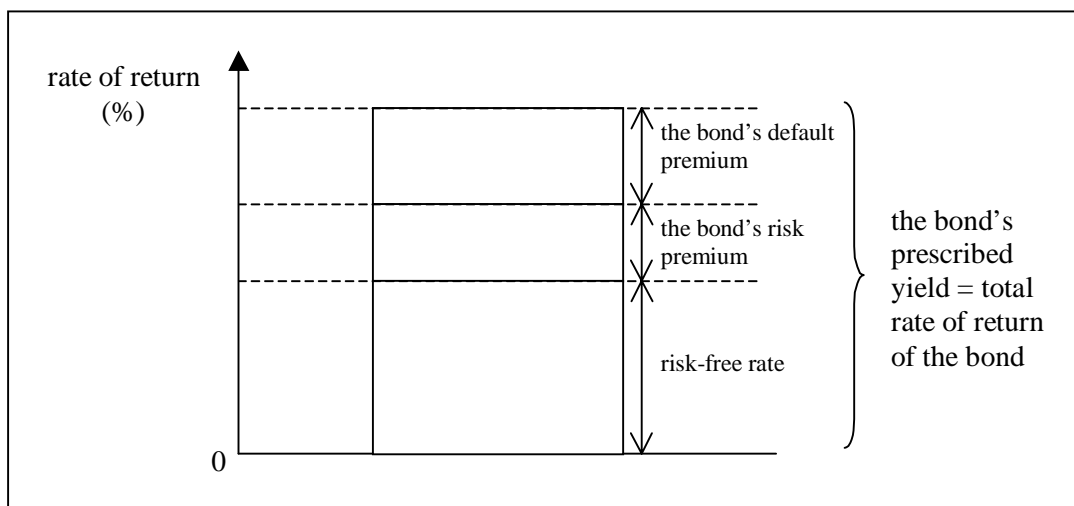 rate of return
(%)
the bond’s default
premium
the bond’s risk
premium
risk-free rate
the bond’s
prescribed
yield = total
rate of return
of the bond
0